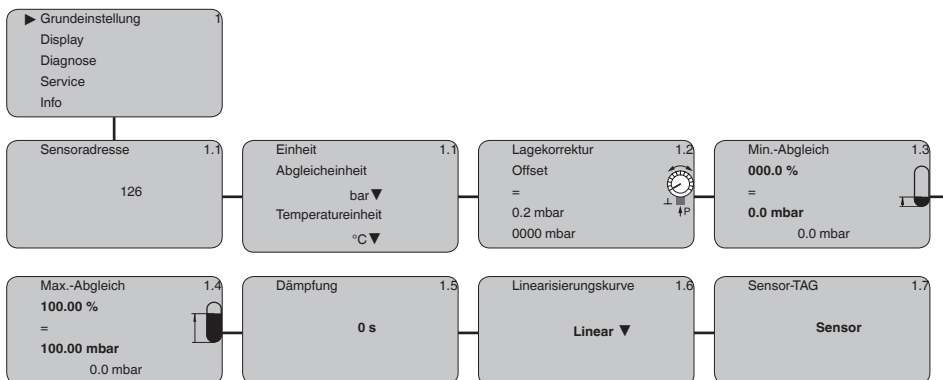 ▶ Grundeinstellung 1
Display
Diagnose
Service
Info
Sensoradresse 1.1
126
Einheit 1.1
Abgleicheinheit
bar ▼
Temperatureinheit
°C ▼
Lagekorrektur 1.2
Offset
=
0.2 mbar
0000 mbar
P
Min.-Abgleich 1.3
000.0 %
=
0.0 mbar
0.0 mbar
Max.-Abgleich 1.4
100.00 %
=
100.00 mbar
0.0 mbar
Dämpfung 1.5
0 s
Linearisierungskurve 1.6
Linear ▼
Sensor-TAG 1.7
Sensor